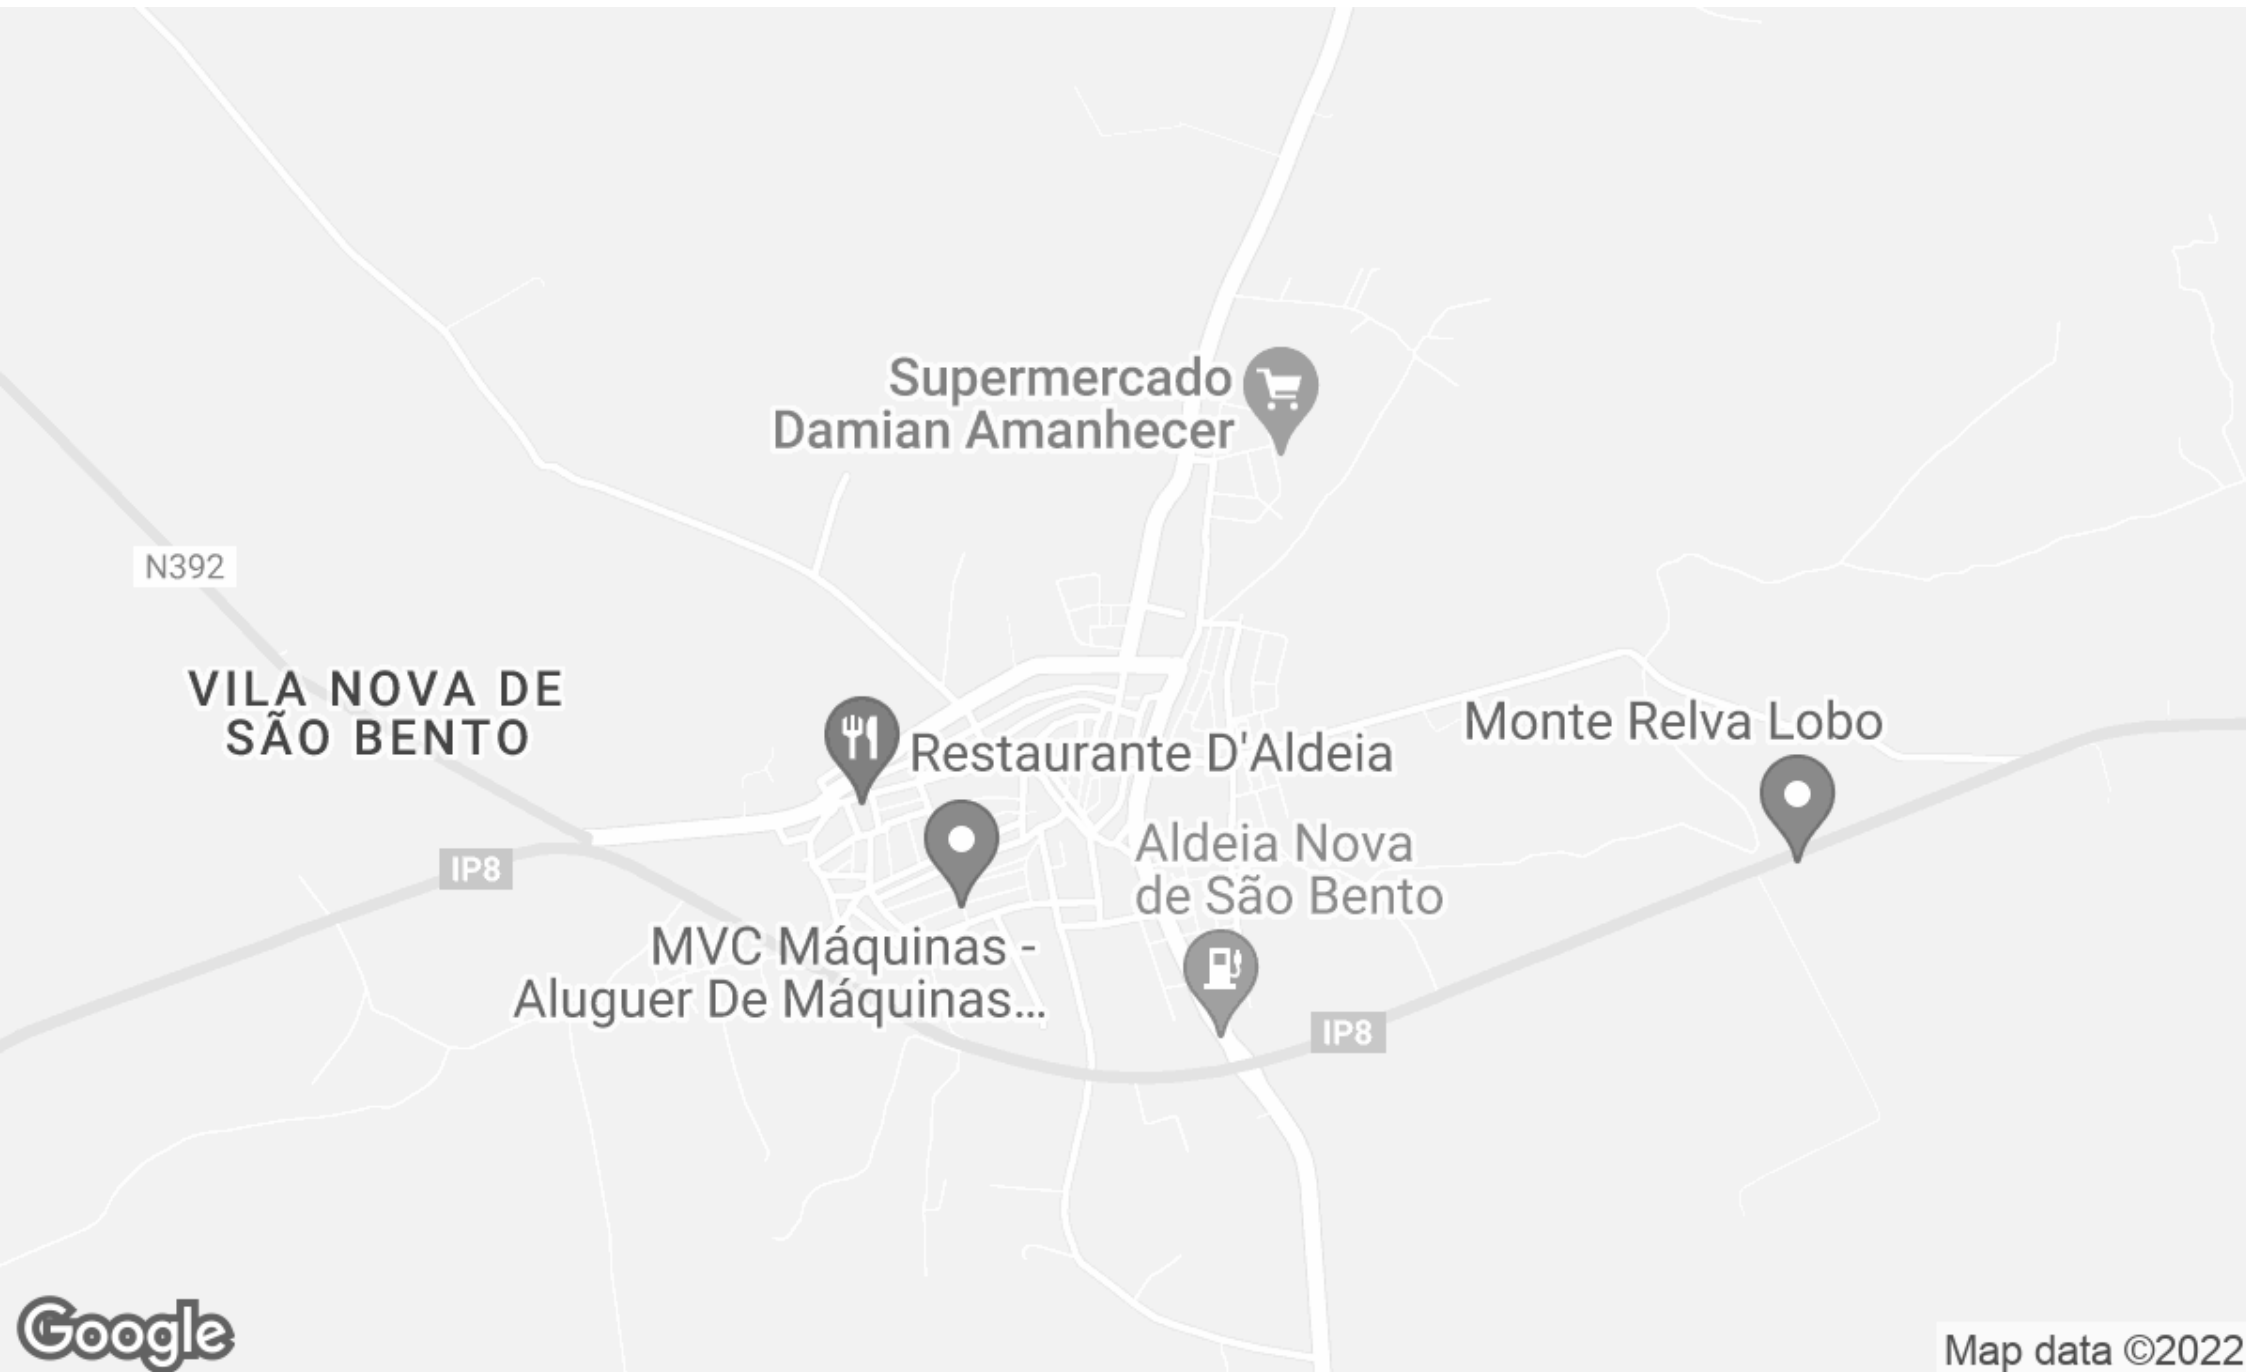 Supermercado
Damian Amanhecer
N392
VILA NOVA DE
SÃO BENTO
Monte Relva Lobo
Restaurante D'Aldeia
Aldeia Nova
de São Bento
IP8
MVC Máquinas -
Aluguer De Máquinas...
IP8
Google
Map data ©2022